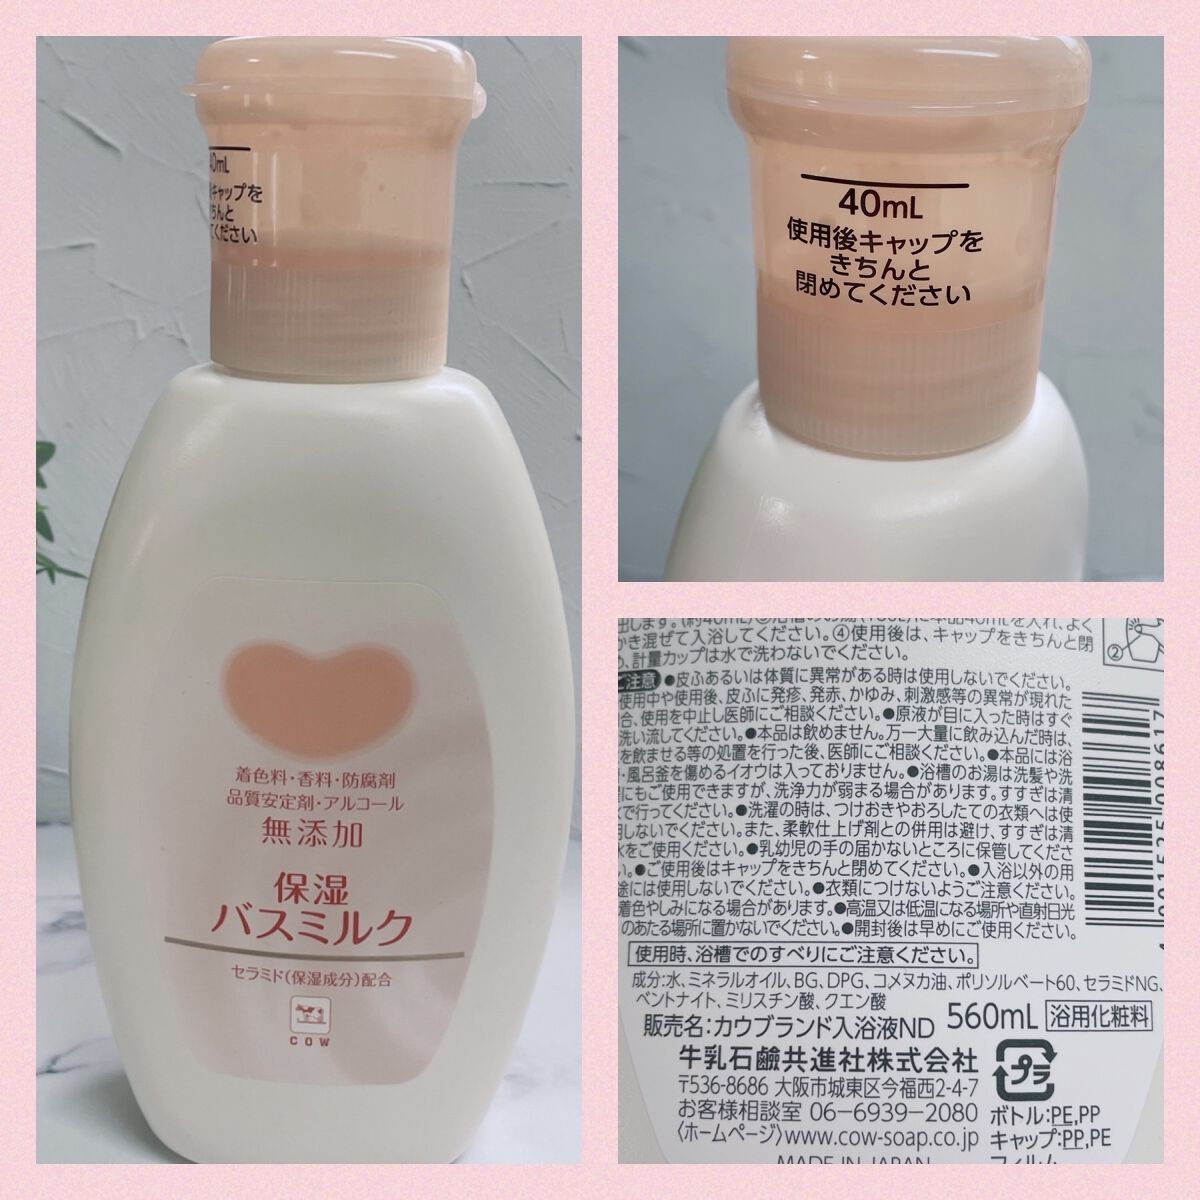 40mL
キャップを
ちんと
ください
着色料・香料・防腐剤
品質安定剤・アルコール
無添加
保湿
バスミルク
セラミド(保湿成分)配合
COW
40mL
使用後キャップを
きちんと
閉めてください
かき混ぜて入浴してください。④使用後は、キャップをきちんと閉
め、計量カップは水で洗わないでください。
②
ご注意 ●皮ふあるいは体質に異常がある時は使用しないでください。
使用中や使用後、皮ふに発疹、発赤、かゆみ、刺激感等の異常が現れた
合、使用を中止し医師にご相談ください。●原液が目に入った時はすぐ
洗い流してください。●本品は飲めません。万一大量に飲み込んだ時は、
を飲ませる等の処置を行った後、医師にご相談ください。●本品には浴
・風呂釜を傷めるイオウは入っておりません。●浴槽のお湯は洗髪や洗
にもご使用できますが、洗浄力が弱まる場合があります。すすぎは清
で行ってください。●洗濯の時は、つけおきやおろしたての衣類へは使
用しないでください。また、柔軟仕上げ剤との併用は避け、すすぎは清
水をご使用ください。●乳幼児の手の届かないところに保管してくださ
い。●ご使用後はキャップをきちんと閉めてください。●入浴以外の用
途には使用しないでください。●衣類につけないようご注意ください。
着色やしみになる場合があります。●高温又は低温になる場所や直射日光
のあたる場所に置かないでください。●開封後は早めにご使用ください。
使用時、浴槽でのすべりにご注意ください。
成分:水、ミネラルオイル、BG、DPG、コメヌカ油、ポリソルベート60、セラミドNG、
ベントナイト、ミリスチン酸、クエン酸
販売名:カウブランド入浴液ND 560mL 浴用化粧料
牛乳石鹼共進社株式会社
〒536-8686 大阪市城東区今福西2-4-7
お客様相談室 06-6939-2080
〈ホームページ〉www.cow-soap.co.jp
MADE IN JAPAN
プラ
ボトル:PE,PP
キャップ:PP,PE
フィルム